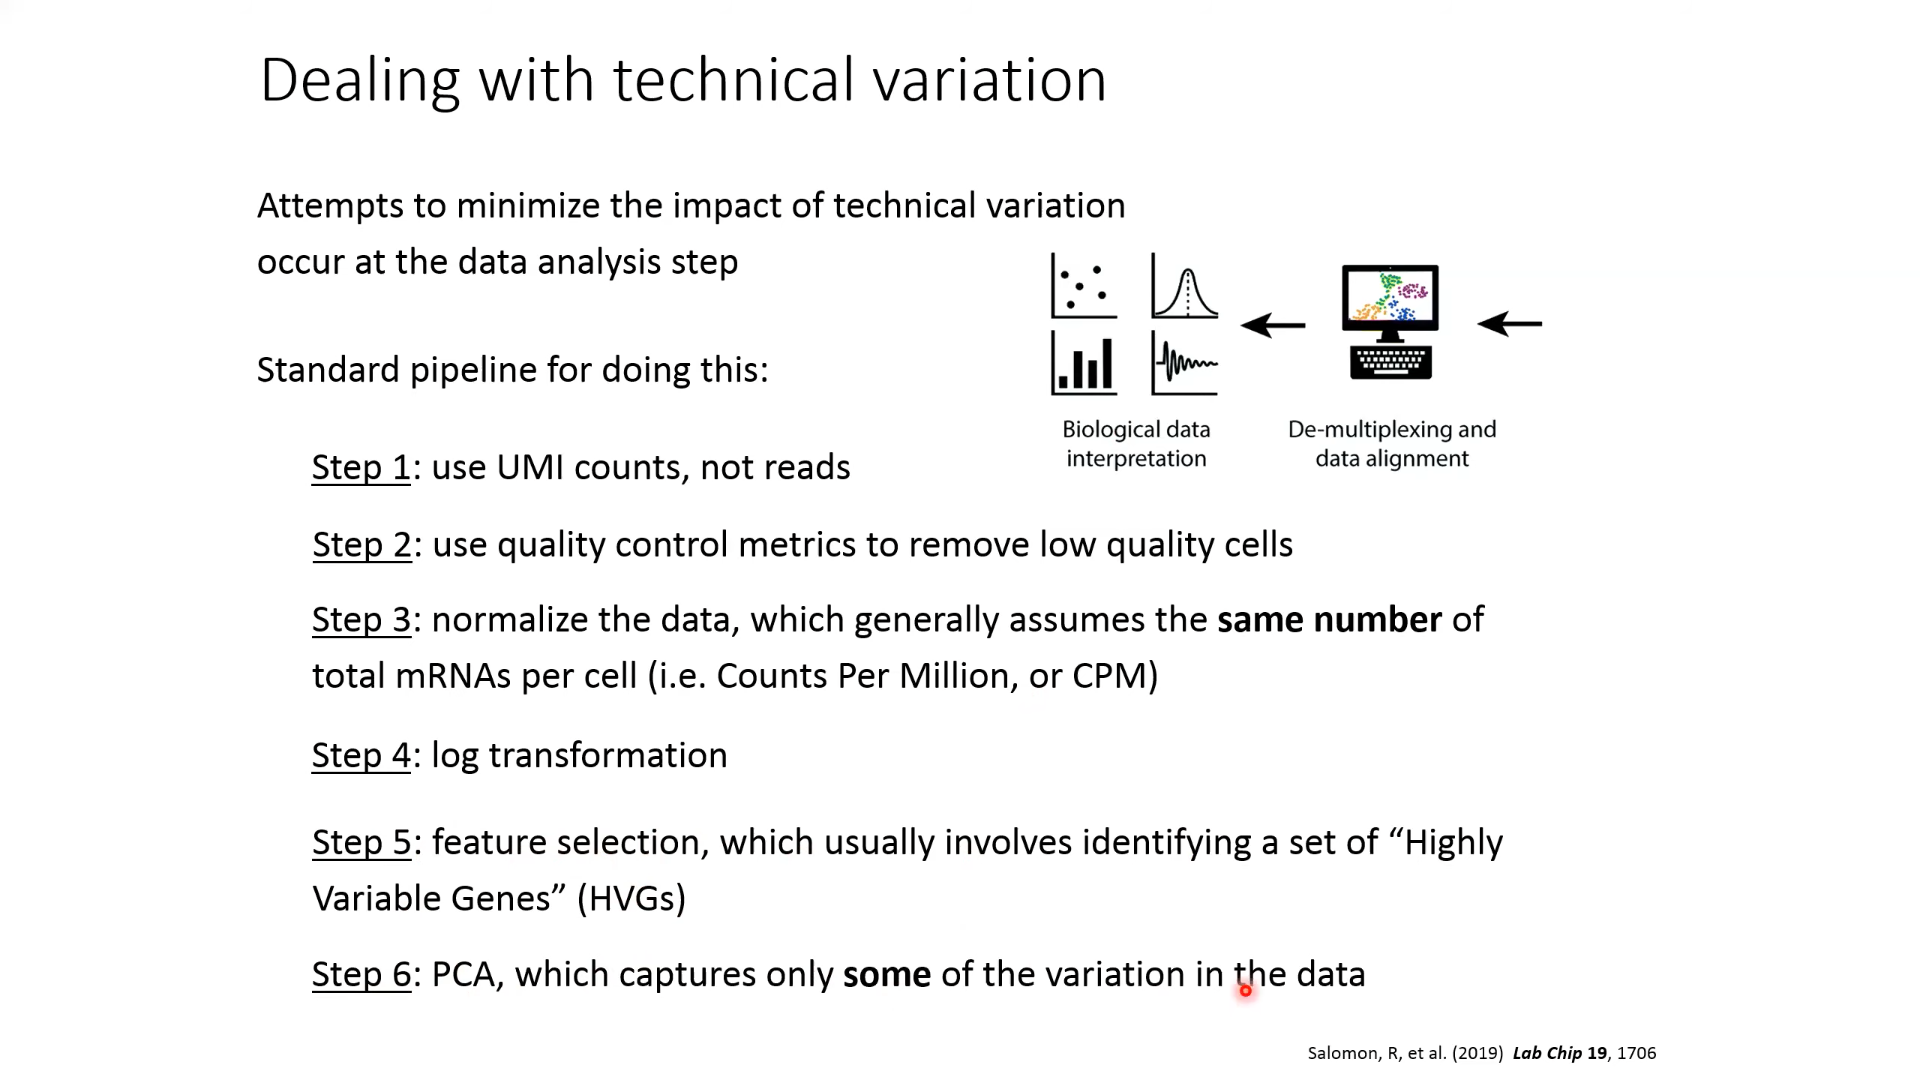 Dealing with technical variation
Attempts to minimize the impact of technical variation
occur at the data analysis step
Standard pipeline for doing this:
Biological data
interpretation
De-multiplexing and
data alignment
Step 1: use UMI counts, not reads
Step 2: use quality control metrics to remove low quality cells
Step 3: normalize the data, which generally assumes the same number of
total mRNAs per cell (i.e. Counts Per Million, or CPM)
Step 4: log transformation
Step 5: feature selection, which usually involves identifying a set of “Highly
Variable Genes” (HVGs)
Step 6: PCA, which captures only some of the variation in the data
Salomon, R, et al. (2019) Lab Chip 19, 1706